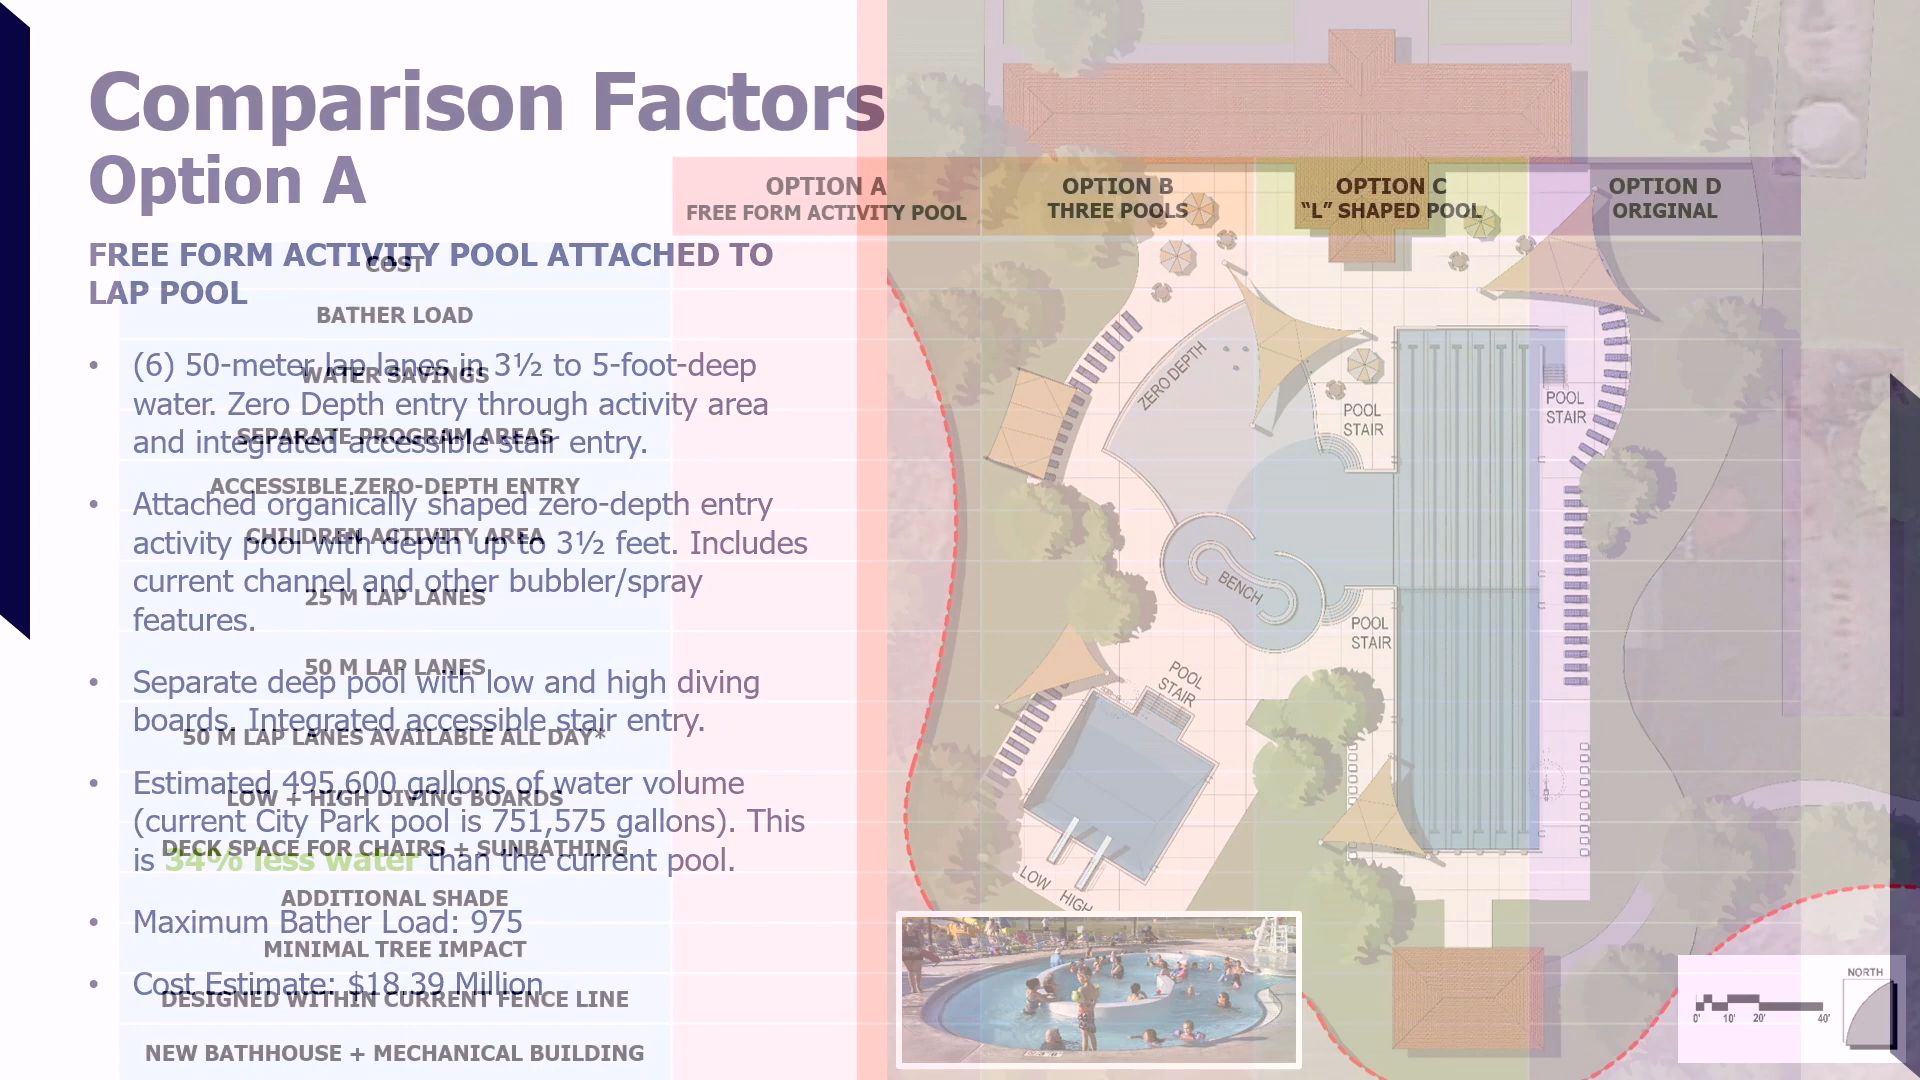 Comparison Factors
Option A
FREE FORM ACTIVITY POOL ATTACHED TO
LAP POOL
• (6) 50-meter lap lanes in 3½ to 5-foot-deep
water. Zero Depth entry through activity area
and integrated accessible stair entry.
• Attached organically shaped zero-depth entry
activity pool with depth up to 3½ feet. Includes
current channel and other bubbler/spray
features.
• Separate deep pool with low and high diving
boards. Integrated accessible stair entry.
• Estimated 495,600 gallons of water volume
(current City Park pool is 751,575 gallons). This
is 34% less water than the current pool.
• Maximum Bather Load: 975
• Cost Estimate: $18.39 Million
OPTION A
FREE FORM ACTIVITY POOL
OPTION B
THREE POOLS
OPTION C
“L” SHAPED POOL
OPTION D
ORIGINAL
COST
BATHER LOAD
WATER SAVINGS
SEPARATE PROGRAM AREAS
ACCESSIBLE ZERO-DEPTH ENTRY
CHILDREN ACTIVITY AREA
25 M LAP LANES
50 M LAP LANES
50 M LAP LANES AVAILABLE ALL DAY*
LOW + HIGH DIVING BOARDS
DECK SPACE FOR CHAIRS + SUNBATHING
ADDITIONAL SHADE
MINIMAL TREE IMPACT
DESIGNED WITHIN CURRENT FENCE LINE
NEW BATHHOUSE + MECHANICAL BUILDING
ZERO DEPTH
POOL
STAIR
POOL
STAIR
BENCH
POOL
STAIR
POOL
STAIR
LOW
HIGH
NORTH
0' 10' 20' 40'